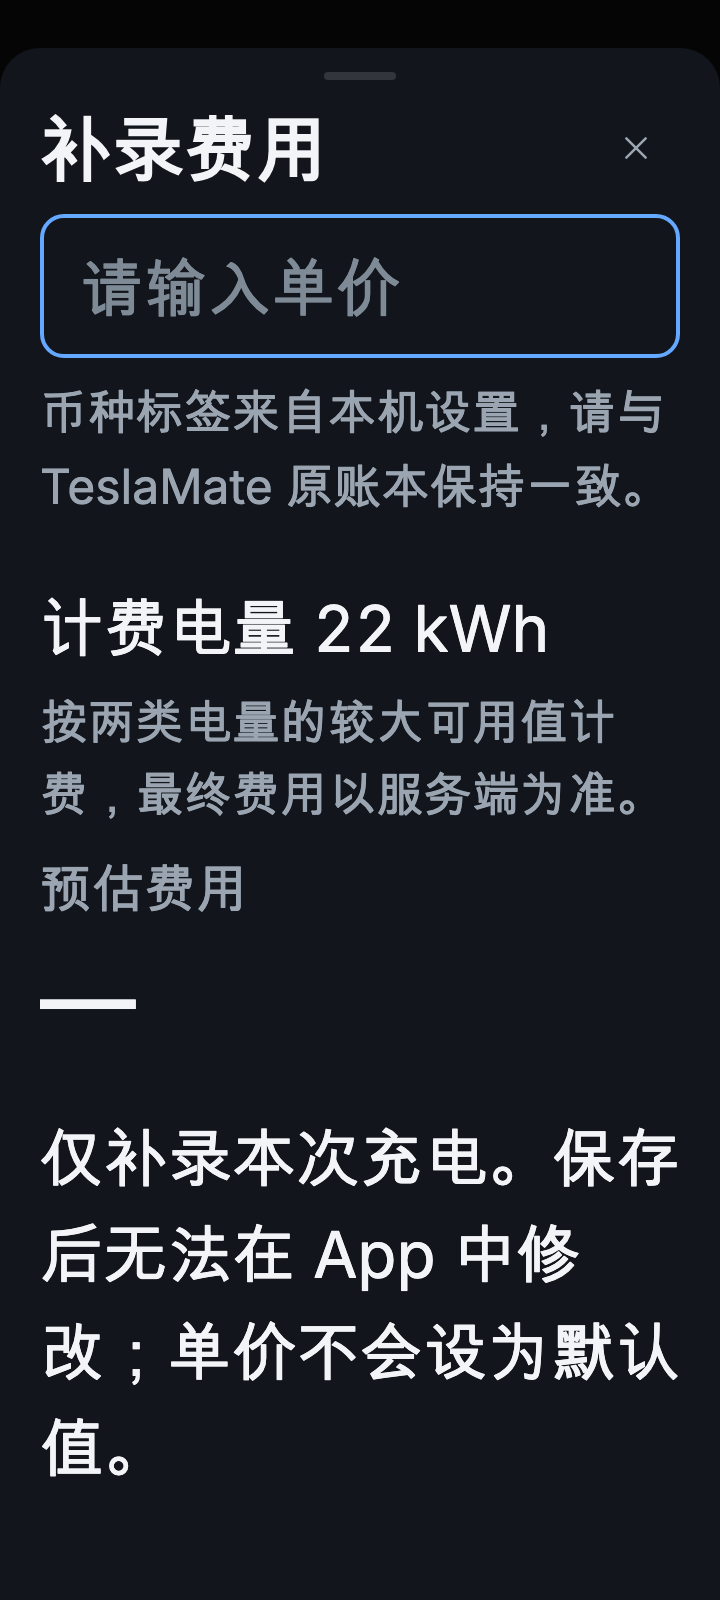 补录费用
请输入单价
币种标签来自本机设置，请与
TeslaMate 原账本保持一致。
计费电量 22 kWh
按两类电量的较大可用值计
费，最终费用以服务端为准。
预估费用
—
仅补录本次充电。保存
后无法在 App 中修
改；单价不会设为默认
值。